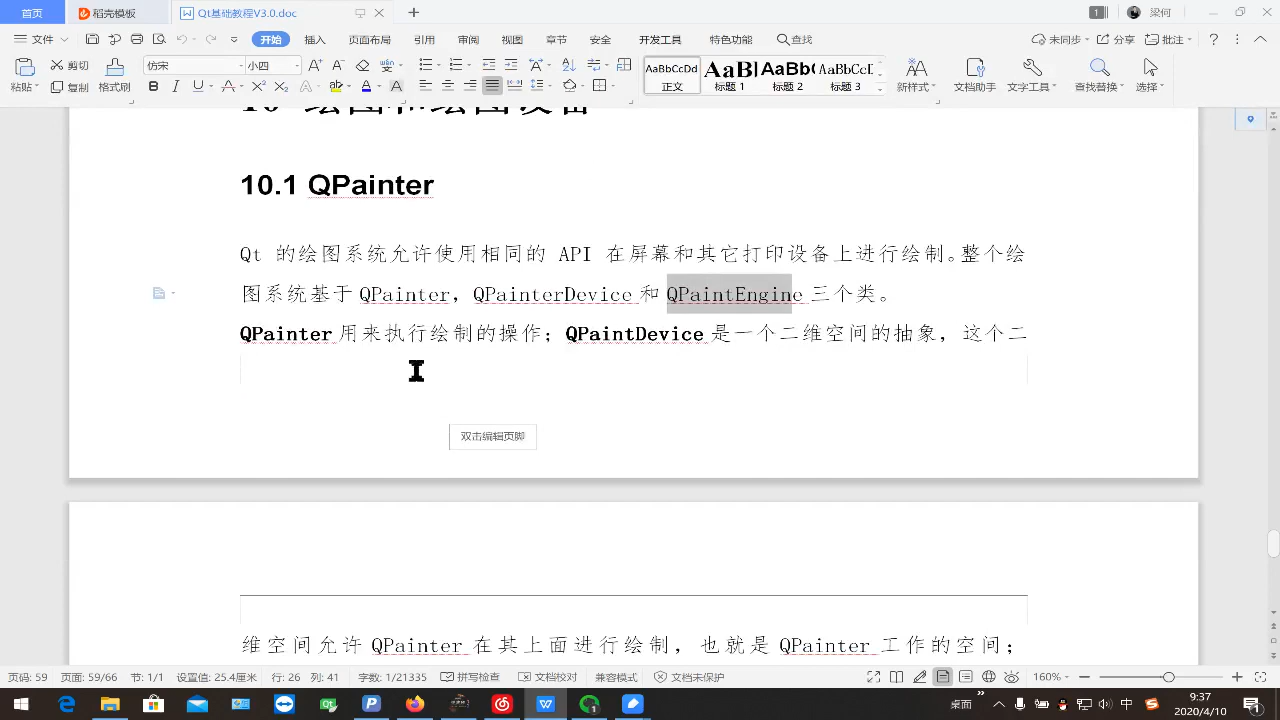 首页
稻壳模板
Qt基础教程V3.0.doc
1
梁何
文件
开始
插入
页面布局
引用
审阅
视图
章节
安全
开发工具
特色功能
查找
未同步
分享
批注
粘贴
剪切
复制
格式刷
仿宋
小四
AaBbCcDd
正文
AaBl
标题 1
AaBb(
标题 2
AaBbCcE
标题 3
新样式
文档助手
文字工具
查找替换
选择
10 绘图和绘图设备
10.1 QPainter
Qt 的绘图系统允许使用相同的 API 在屏幕和其它打印设备上进行绘制。整个绘
图系统基于 QPainter，QPainterDevice 和 QPaintEngine 三个类。
QPainter 用来执行绘制的操作；QPaintDevice 是一个二维空间的抽象，这个二
双击编辑页脚
维空间允许 QPainter 在其上面进行绘制，也就是 QPainter 工作的空间；
页码: 59
页面: 59/66
节: 1/1
设置值: 25.4厘米
行: 26
列: 41
字数: 1/21335
拼写检查
文档校对
兼容模式
文档未保护
160%
桌面
中
9:37
2020/4/10